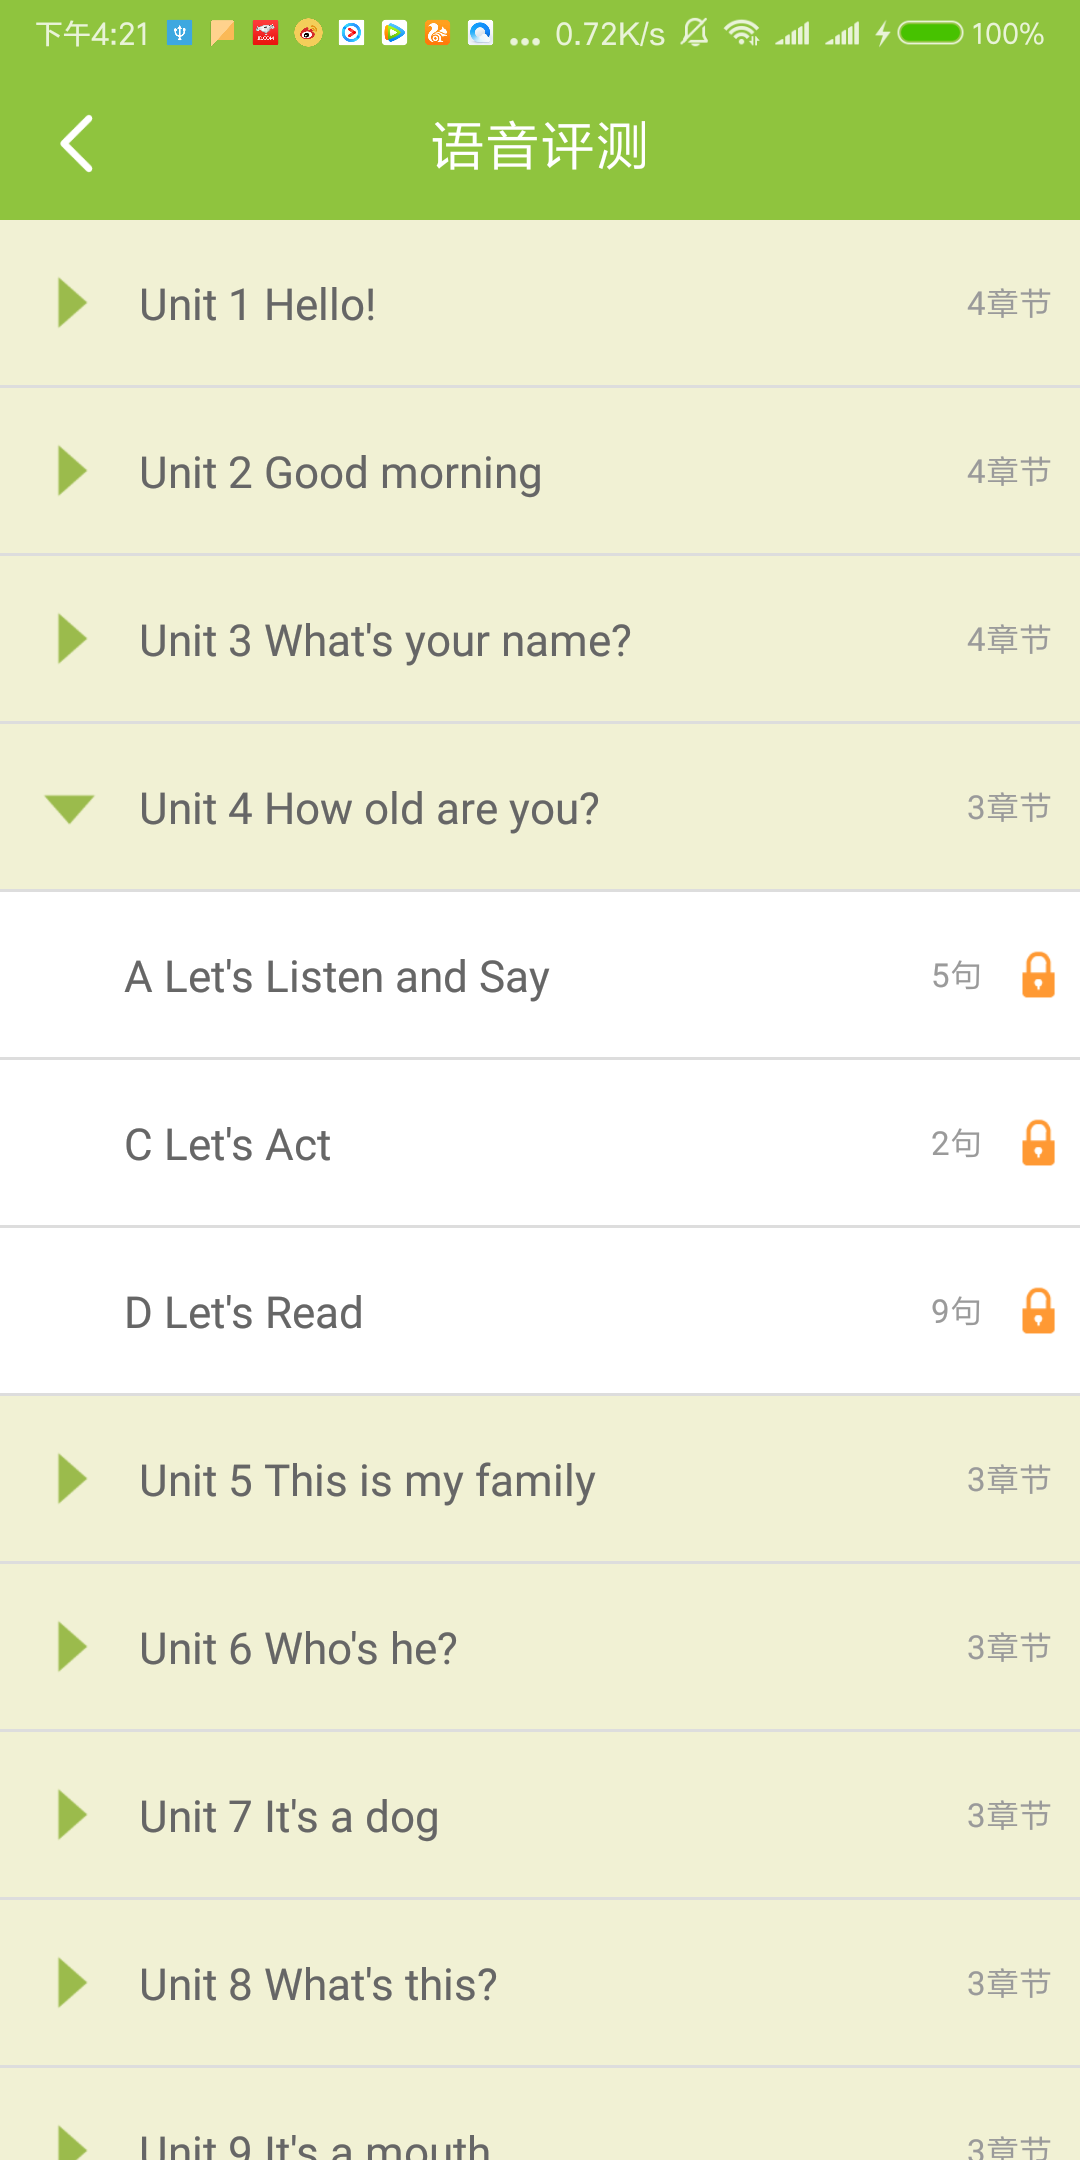 下午4:21 ... 0.72K/s 100%
语音评测
Unit 1 Hello! 4章节
Unit 2 Good morning 4章节
Unit 3 What's your name? 4章节
Unit 4 How old are you? 3章节
A Let's Listen and Say 5句
C Let's Act 2句
D Let's Read 9句
Unit 5 This is my family 3章节
Unit 6 Who's he? 3章节
Unit 7 It's a dog 3章节
Unit 8 What's this? 3章节
Unit 9 It's a mouth 3章节